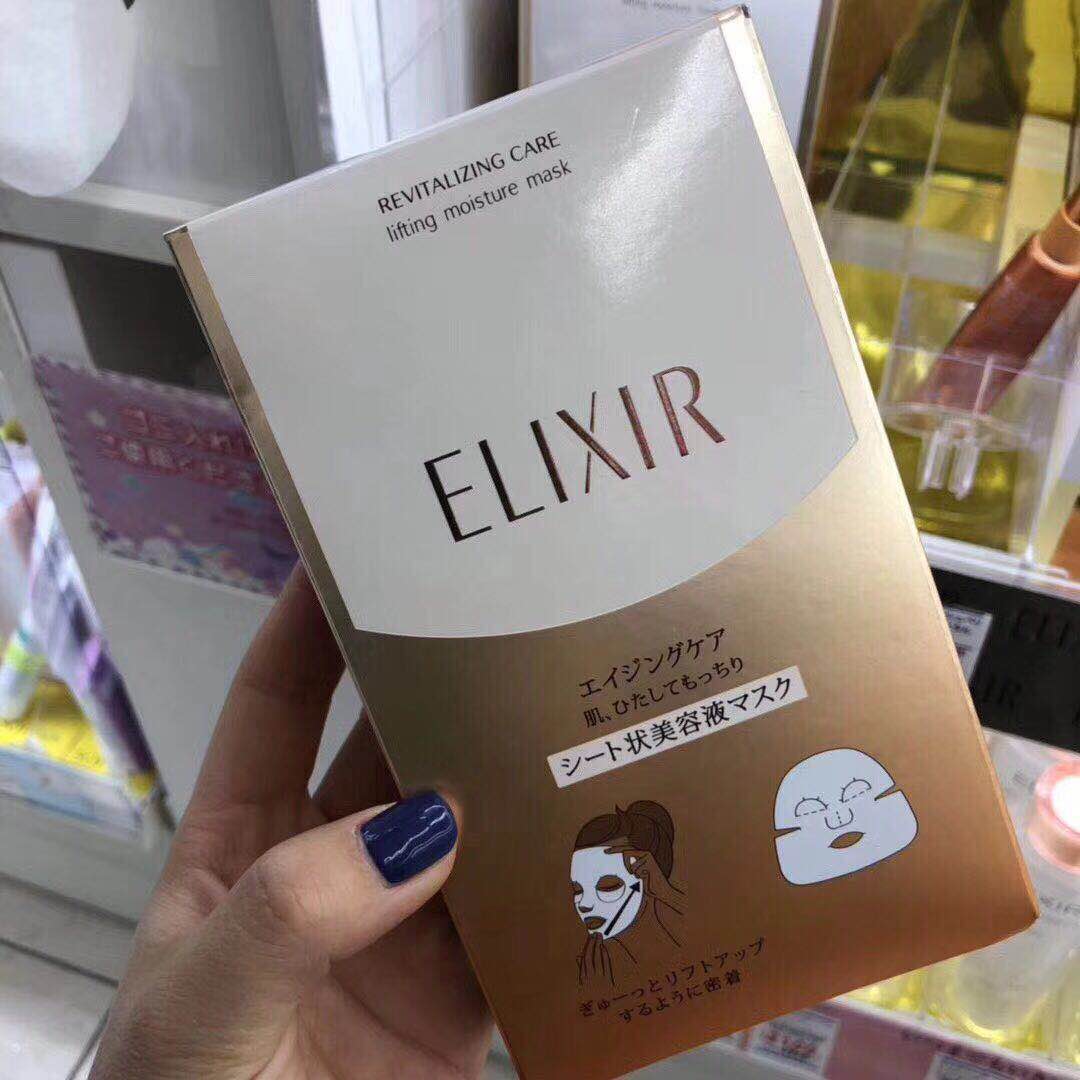 REVITALIZING CARE
lifting moisture mask
ELIXIR
エイジングケア
肌、ひたしてもっちり
シート状美容液マスク
ぎゅーっとリフトアップ
するように密着